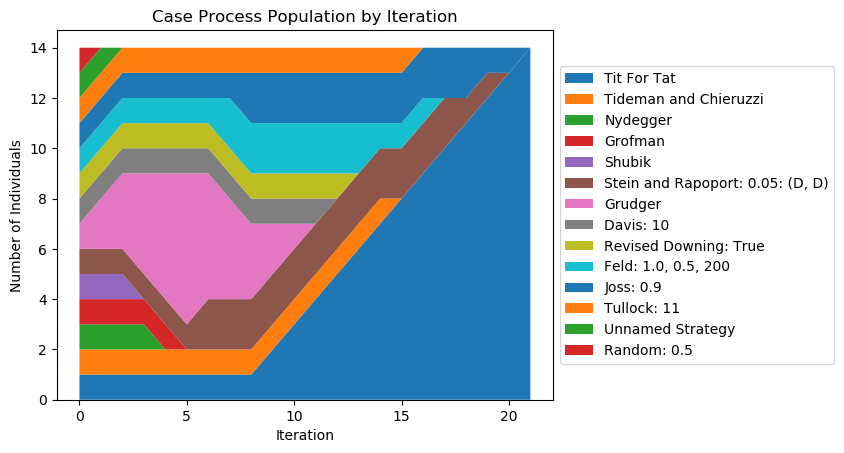 Case Process Population by Iteration
Number of Individuals
14
12
10
8
6
4
2
0
0
5
10
15
20
Iteration
Tit For Tat
Tideman and Chieruzzi
Nydegger
Grofman
Shubik
Stein and Rapoport: 0.05: (D, D)
Grudger
Davis: 10
Revised Downing: True
Feld: 1.0, 0.5, 200
Joss: 0.9
Tullock: 11
Unnamed Strategy
Random: 0.5